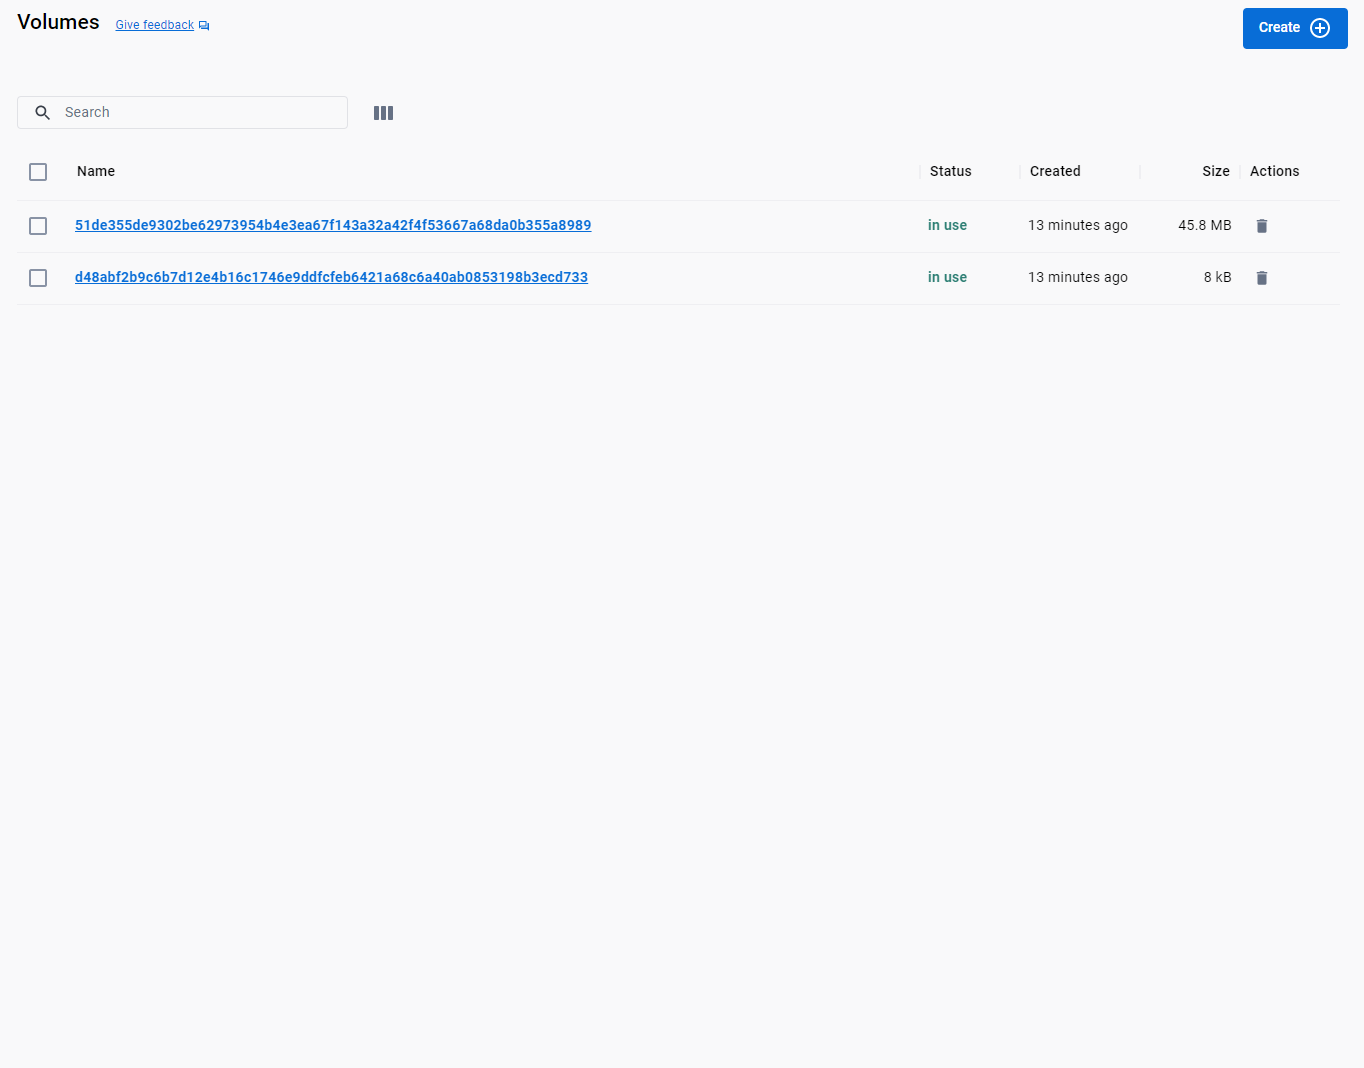 Volumes Give feedback
Create
Search
Name Status Created Size Actions
51de355de9302be62973954b4e3ea67f143a32a42f4f53667a68da0b355a8989 in use 13 minutes ago 45.8 MB
d48abf2b9c6b7d12e4b16c1746e9ddfcfeb6421a68c6a40ab0853198b3ecd733 in use 13 minutes ago 8 kB